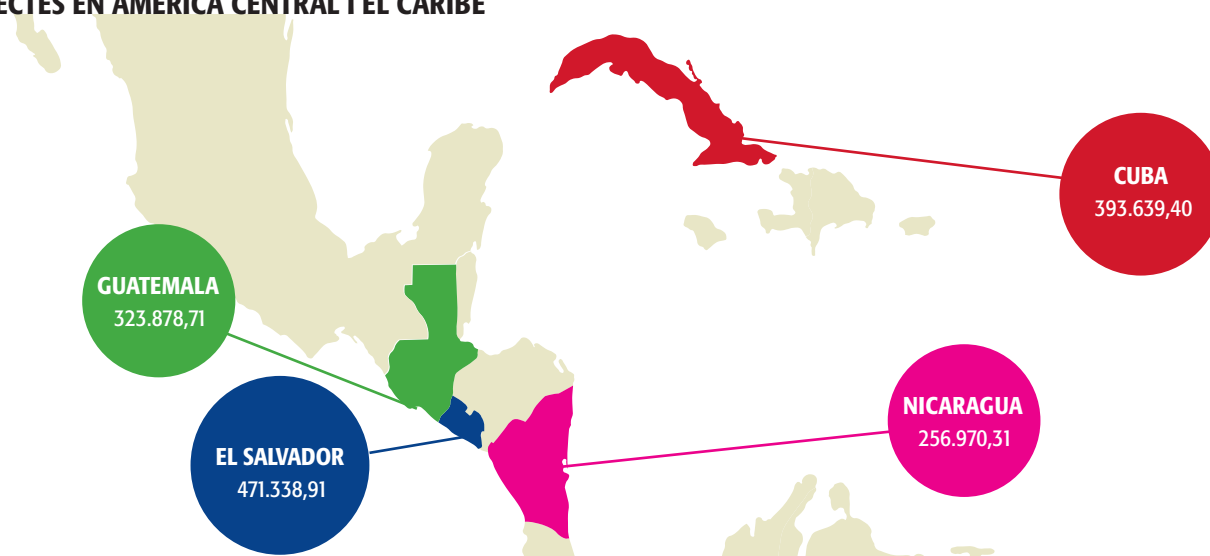 EN AMÈRICA CENTRAL I EL CARIBE
CUBA
393.639,40
GUATEMALA
323.878,71
NICARAGUA
256.970,31
EL SALVADOR
471.338,91